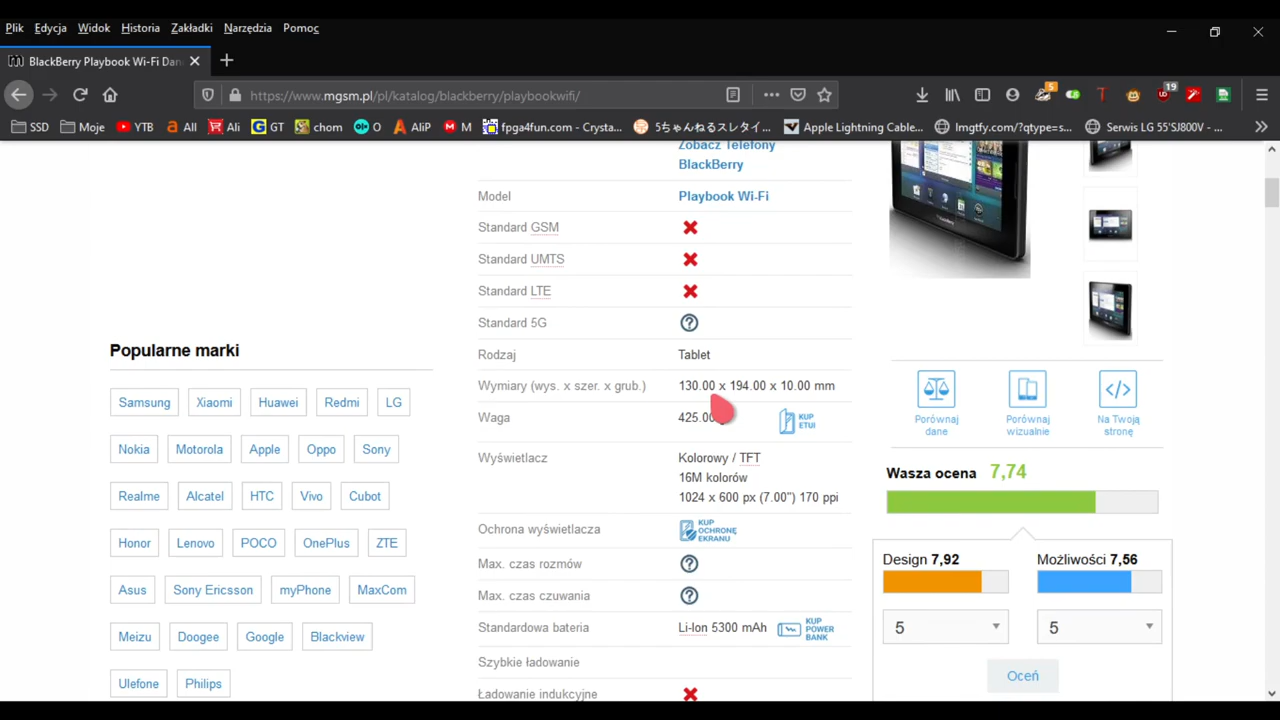 Plik Edycja Widok Historia Zakładki Narzędzia Pomoc
BlackBerry Playbook Wi-Fi Dan
https://www.mgsm.pl/pl/katalog/blackberry/playbookwifi/
5 19
SSD Moje YTB All Ali GT chom O AliP M fpga4fun.com - Crysta... 5ちゃんねるスレタイ... Apple Lightning Cable... lmgtfy.com/?qtype=s... Serwis LG 55'SJ800V - ...
Zobacz Telefony
BlackBerry
Model Playbook Wi-Fi
Standard GSM
Standard UMTS
Standard LTE
Standard 5G
Rodzaj Tablet
Wymiary (wys. x szer. x grub.) 130.00 x 194.00 x 10.00 mm
Waga 425.00
KUP
ETUI
Wyświetlacz Kolorowy / TFT
16M kolorów
1024 x 600 px (7.00") 170 ppi
Ochrona wyświetlacza
KUP
OCHRONĘ
EKRANU
Max. czas rozmów
Max. czas czuwania
Standardowa bateria Li-Ion 5300 mAh
KUP
POWER
BANK
Szybkie ładowanie
Ładowanie indukcyjne
Popularne marki
Samsung Xiaomi Huawei Redmi LG
Nokia Motorola Apple Oppo Sony
Realme Alcatel HTC Vivo Cubot
Honor Lenovo POCO OnePlus ZTE
Asus Sony Ericsson myPhone MaxCom
Meizu Doogee Google Blackview
Ulefone Philips
Porównaj
dane
Porównaj
wizualnie
Na Twoją
stronę
Wasza ocena 7,74
Design 7,92 Możliwości 7,56
5 5
Oceń